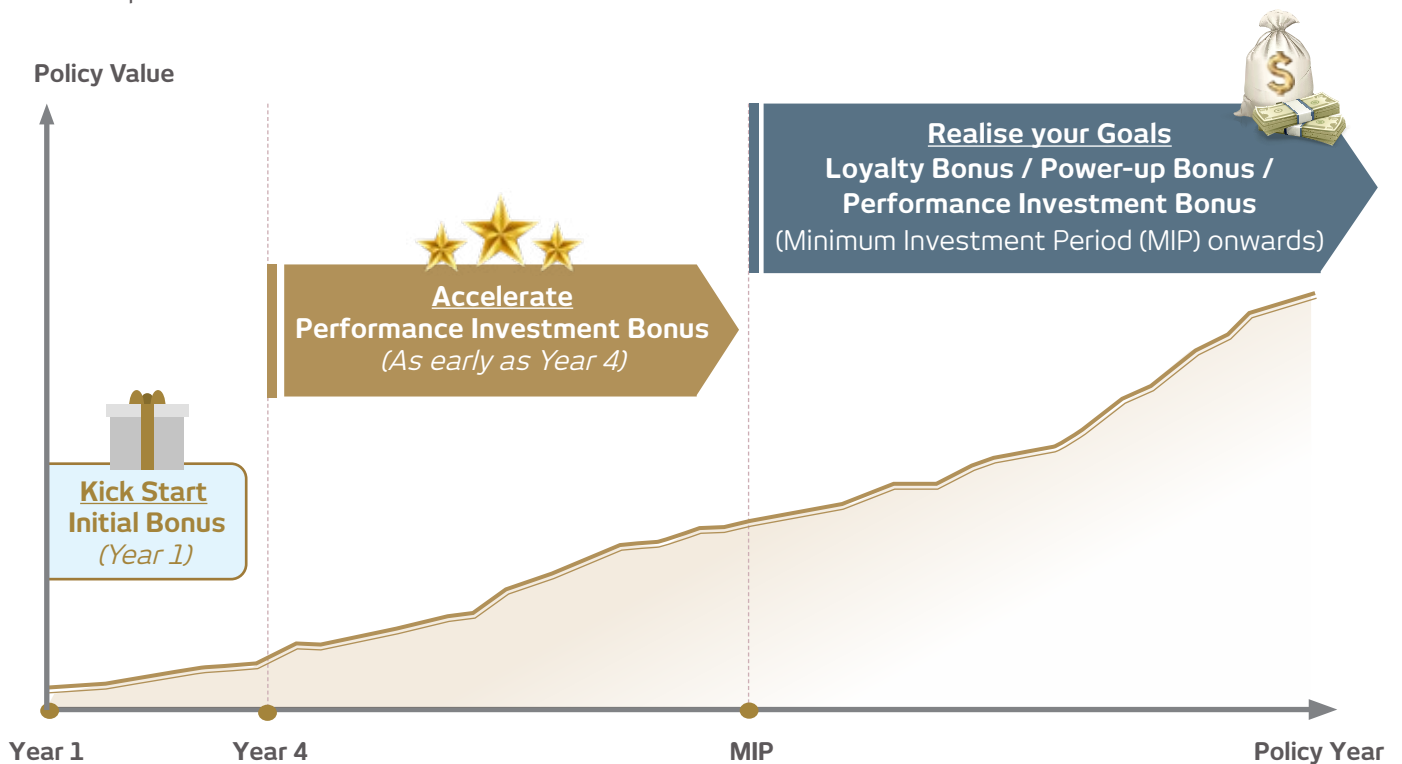 Policy Value
Realise your Goals
Loyalty Bonus / Power-up Bonus /
Performance Investment Bonus
(Minimum Investment Period (MIP) onwards)
Accelerate
Performance Investment Bonus
(As early as Year 4)
Kick Start
Initial Bonus
(Year 1)
Year 1
Year 4
MIP
Policy Year
$